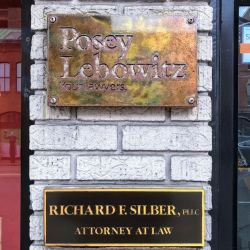 Posey
Lebowitz
Your lawyers.
RICHARD F. SILBER, PLLC
ATTORNEY AT LAW